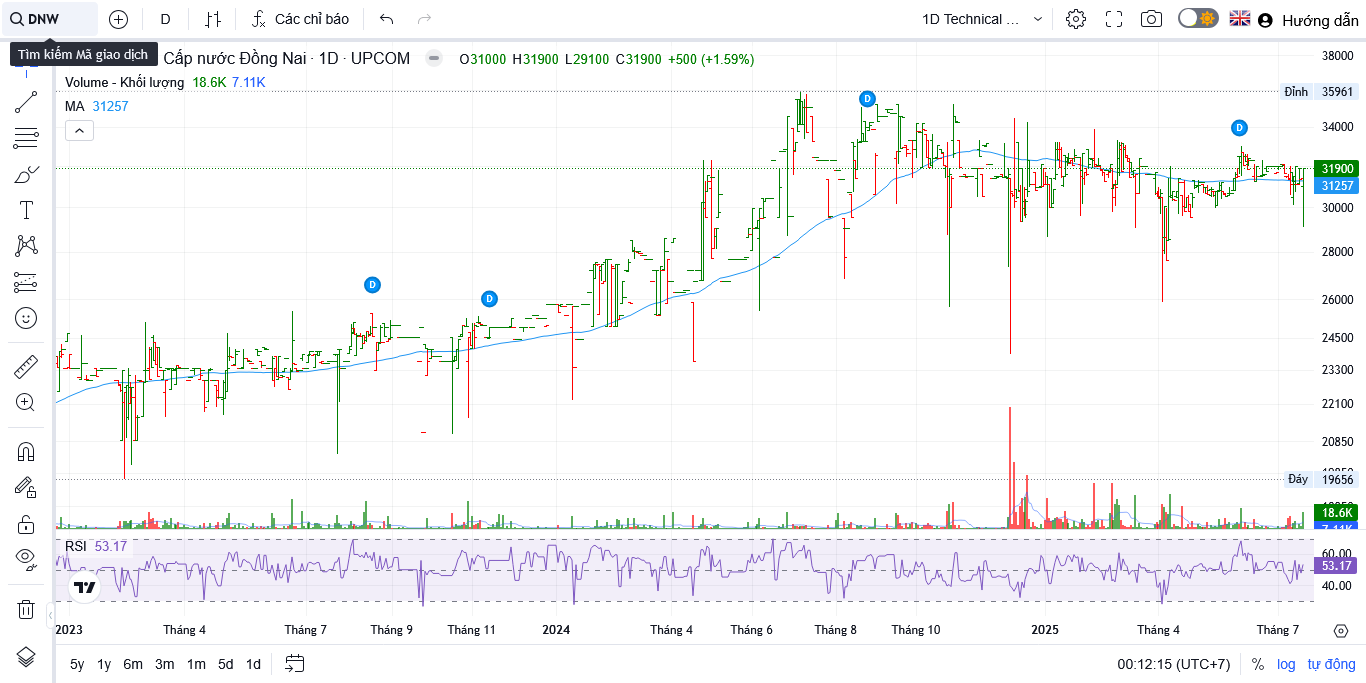 DNW
D
Các chỉ báo
1D Technical ...
Hướng dẫn
Tìm kiếm Mã giao dịch
Cấp nước Đồng Nai · 1D · UPCOM
O31000 H31900 L29100 C31900 +500 (+1.59%)
Volume - Khối lượng 18.6K 7.11K
MA 31257
D
D
D
D
38000
Đỉnh 35961
34000
31900
31257
30000
28000
26000
24500
23300
22100
20850
Đáy 19656
18.6K
7.11K
RSI 53.17
60.00
53.17
40.00
2023
Tháng 4
Tháng 7
Tháng 9
Tháng 11
2024
Tháng 4
Tháng 6
Tháng 8
Tháng 10
2025
Tháng 4
Tháng 7
5y 1y 6m 3m 1m 5d 1d
00:12:15 (UTC+7)
% log tự động